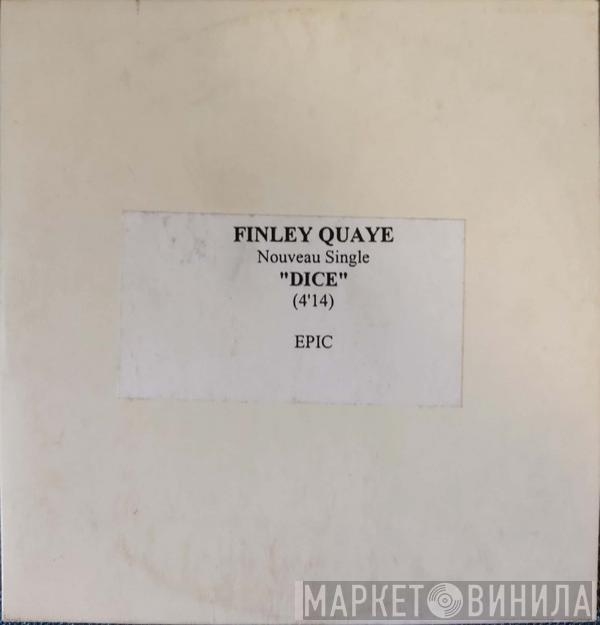 FINLEY QUAYE
Nouveau Single
"DICE"
(4'14)
EPIC
МАРКЕТ ВИНИЛА